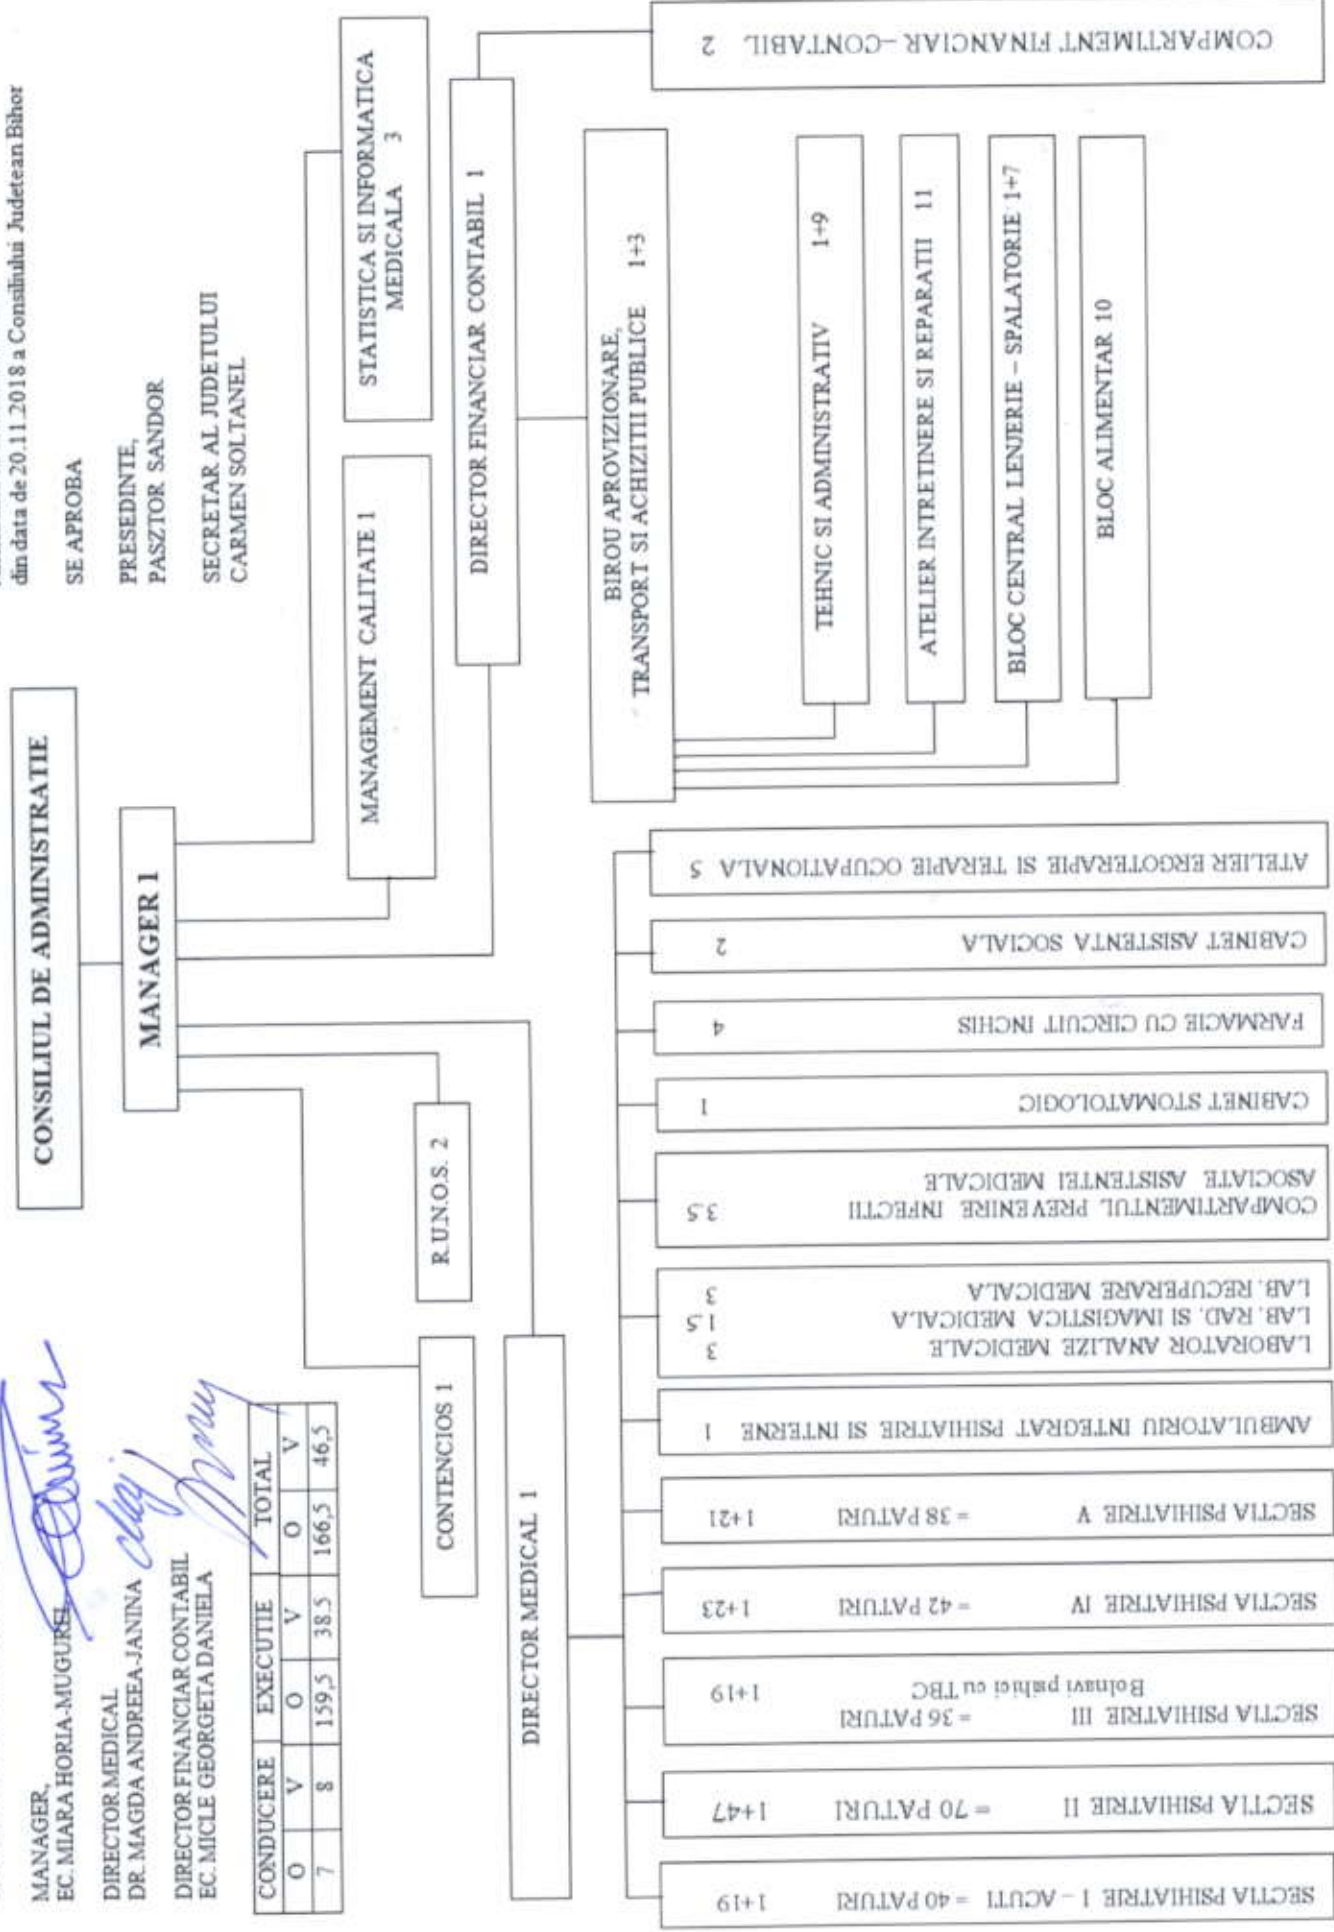 din data de 20.11.2018 a Consiliului Judetean Bihor
SE APROBA
PRESEDINTE,
PASZTOR SANDOR
SECRETAR AL JUDETULUI
CARMEN SOLTANEL
MANAGER,
EC. MIARA HORIA-MUGUREL
DIRECTOR MEDICAL
DR. MAGDA ANDREEA-JANINA
DIRECTOR FINANCIAR CONTABIL
EC. MICLE GEORGETA DANIELA
CONDUCERE EXECUTIE TOTAL
O V O V O V
7 8 159,5 38.5 166,5 46,5
CONSILIUL DE ADMINISTRATIE
MANAGER 1
STATISTICA SI INFORMATICA
MEDICALA 3
MANAGEMENT CALITATE 1
R.U.N.O.S. 2
CONTENCIOS 1
DIRECTOR MEDICAL 1
DIRECTOR FINANCIAR CONTABIL 1
BIROU APROVIZIONARE,
TRANSPORT SI ACHIZITII PUBLICE 1+3
TEHNIC SI ADMINISTRATIV 1+9
ATELIER INTRETINERE SI REPARATII 11
BLOC CENTRAL LENJERIE – SPALATORIE 1+7
BLOC ALIMENTAR 10
COMPARTIMENT FINANCIAR –CONTABIL 2
SECTIA PSIHIATRIE I – ACUTI = 40 PATURI 1+19
SECTIA PSIHIATRIE II = 70 PATURI 1+47
SECTIA PSIHIATRIE III = 36 PATURI
Bolnavi psihici cu TBC 1+19
SECTIA PSIHIATRIE IV = 42 PATURI 1+23
SECTIA PSIHIATRIE V = 38 PATURI 1+21
AMBULATORIU INTEGRAT PSIHIATRIE SI INTERNE 1
LABORATOR ANALIZE MEDICALE 3
LAB. RAD. SI IMAGISTICA MEDICALA 1.5
LAB. RECUPERARE MEDICALA 3
COMPARTIMENTUL PREVENIRE INFECTII 3.5
ASOCIATE ASISTENTEI MEDICALE
CABINET STOMATOLOGIC 1
FARMACIE CU CIRCUIT INCHIS 4
CABINET ASISTENTA SOCIALA 2
ATELIER ERGOTERAPIE SI TERAPIE OCUPATIONALA 5